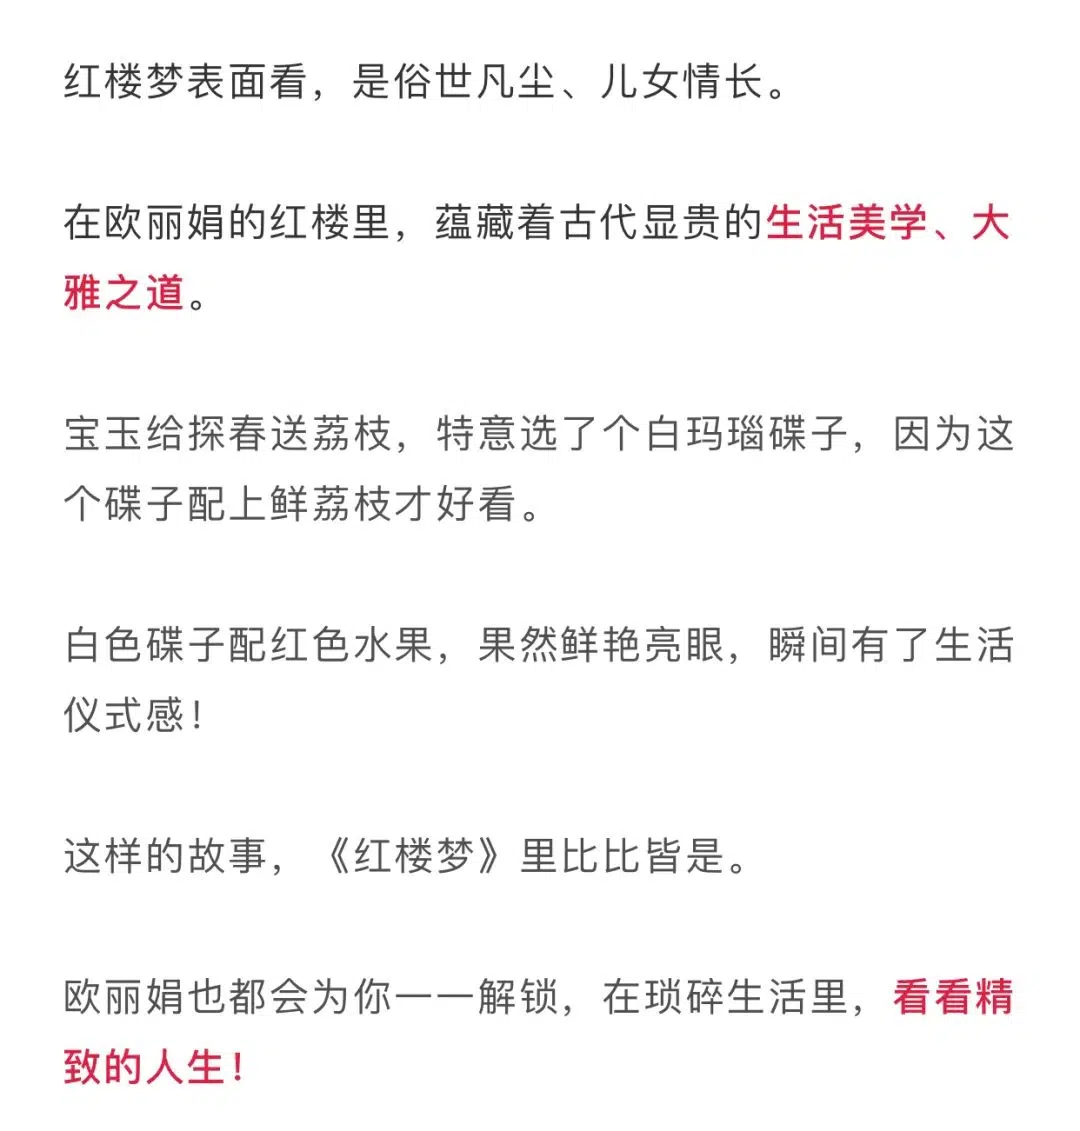 红楼梦表面看，是俗世凡尘、儿女情长。
在欧丽娟的红楼里，蕴藏着古代显贵的生活美学、大
雅之道。
宝玉给探春送荔枝，特意选了个白玛瑙碟子，因为这
个碟子配上鲜荔枝才好看。
白色碟子配红色水果，果然鲜艳亮眼，瞬间有了生活
仪式感！
这样的故事，《红楼梦》里比比皆是。
欧丽娟也都会为你一一解锁，在琐碎生活里，看看精
致的人生！